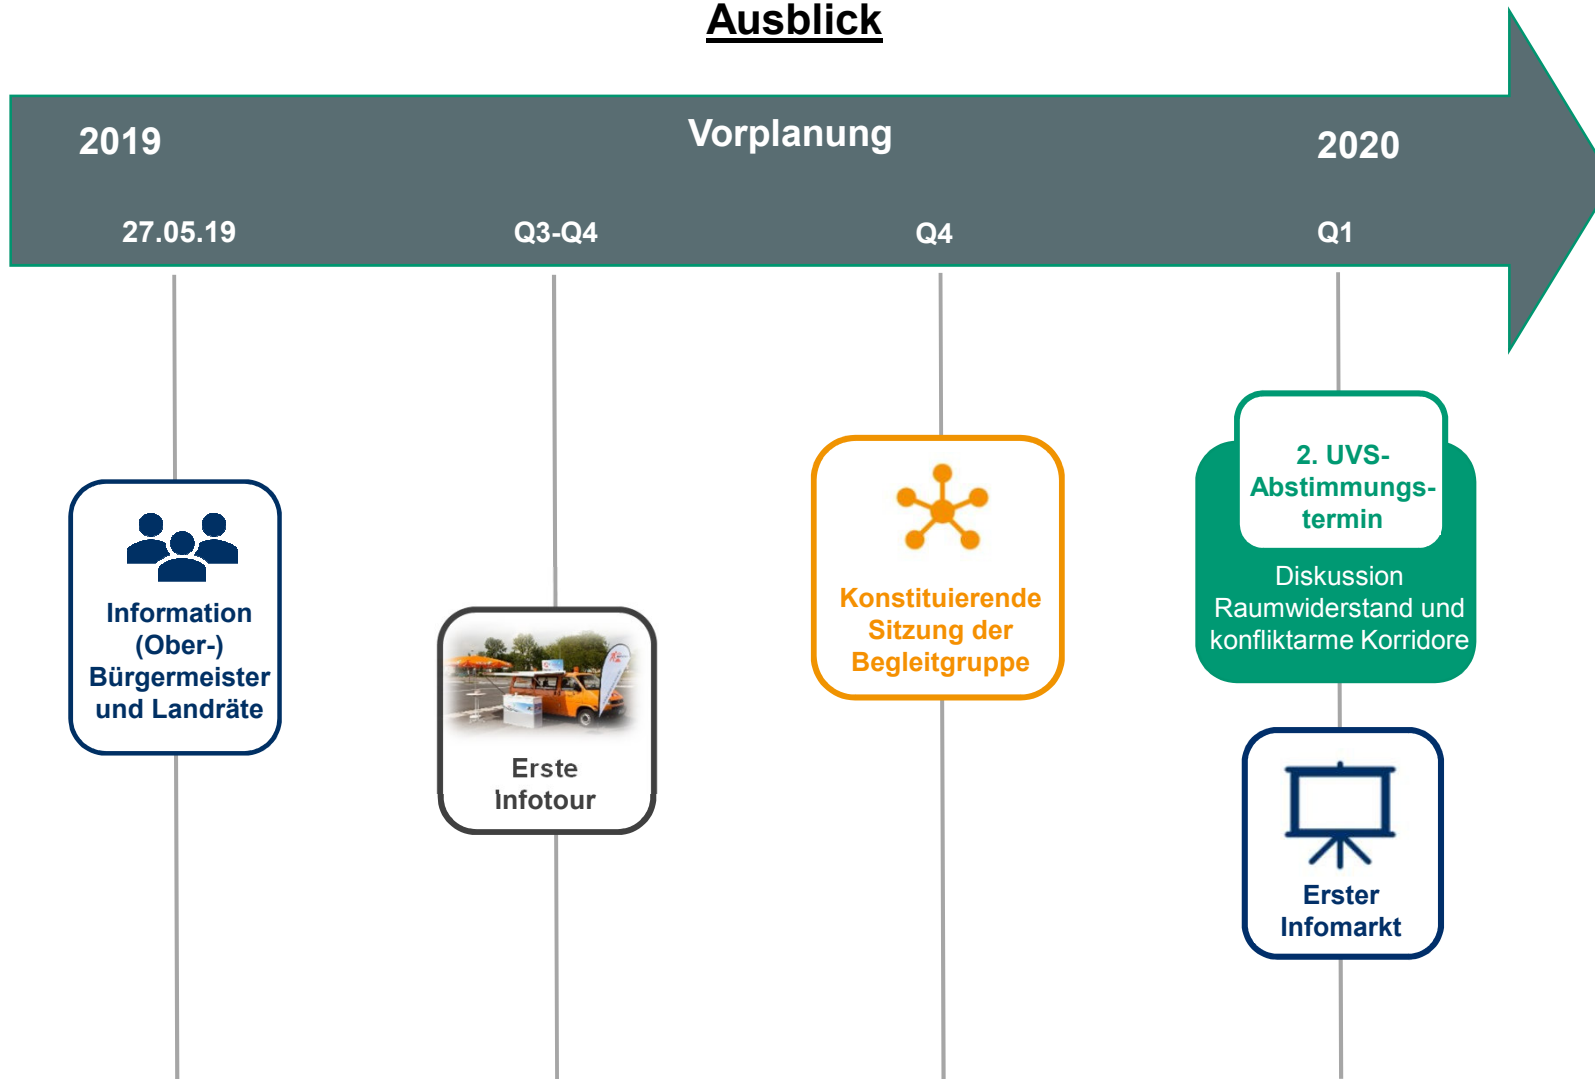 Ausblick
2019
Vorplanung
2020
27.05.19
Q3-Q4
Q4
Q1
Information
(Ober-)
Bürgermeister
und Landräte
Erste
Infotour
Konstituierende
Sitzung der
Begleitgruppe
2. UVS-
Abstimmungs-
termin
Diskussion
Raumwiderstand und
konfliktarme Korridore
Erster
Infomarkt